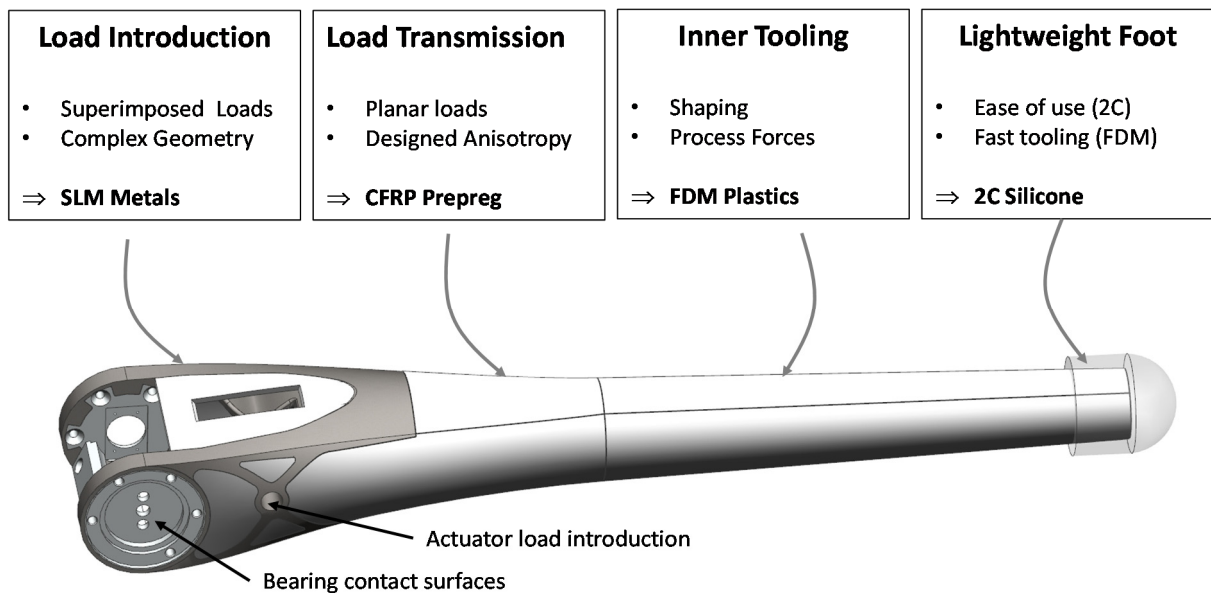 Load Introduction
• Superimposed Loads
• Complex Geometry
⇒ SLM Metals
Load Transmission
• Planar loads
• Designed Anisotropy
⇒ CFRP Prepreg
Inner Tooling
• Shaping
• Process Forces
⇒ FDM Plastics
Lightweight Foot
• Ease of use (2C)
• Fast tooling (FDM)
⇒ 2C Silicone
Actuator load introduction
Bearing contact surfaces